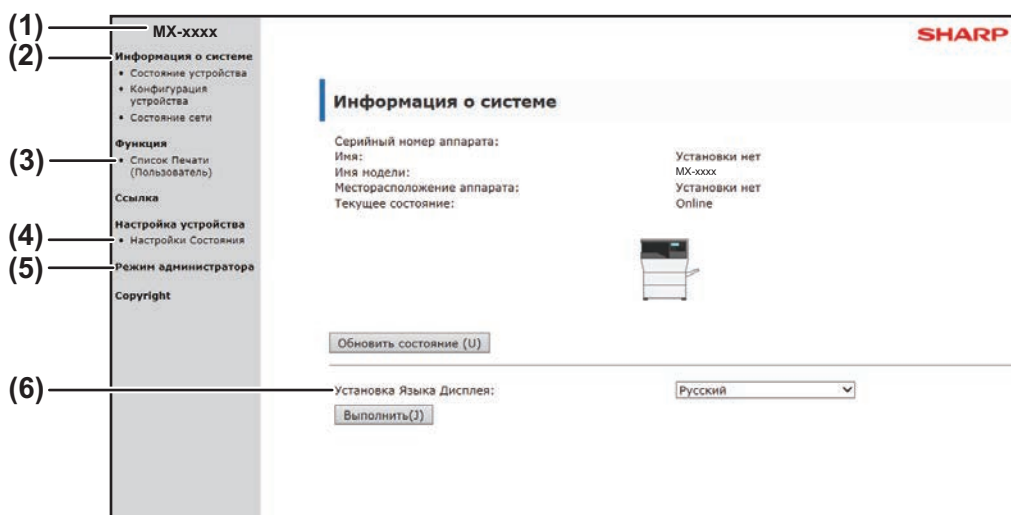 (1)
MX-xxxx
SHARP
(2)
Информация о системе
• Состояние устройства
• Конфигурация
устройства
• Состояние сети
Функция
(3)
• Список Печати
(Пользователь)
Ссылка
Настройка устройства
(4)
• Настройки Состояния
(5)
Режим администратора
Copyright
Информация о системе
Серийный номер аппарата:
Имя: Установки нет
Иия модели: MX-xxxx
Месторасположение аппарата: Установки нет
Текущее состояние: Online
Обновить состояние (U)
(6)
Установка Языка Дисплея: Русский
Выполнить(J)